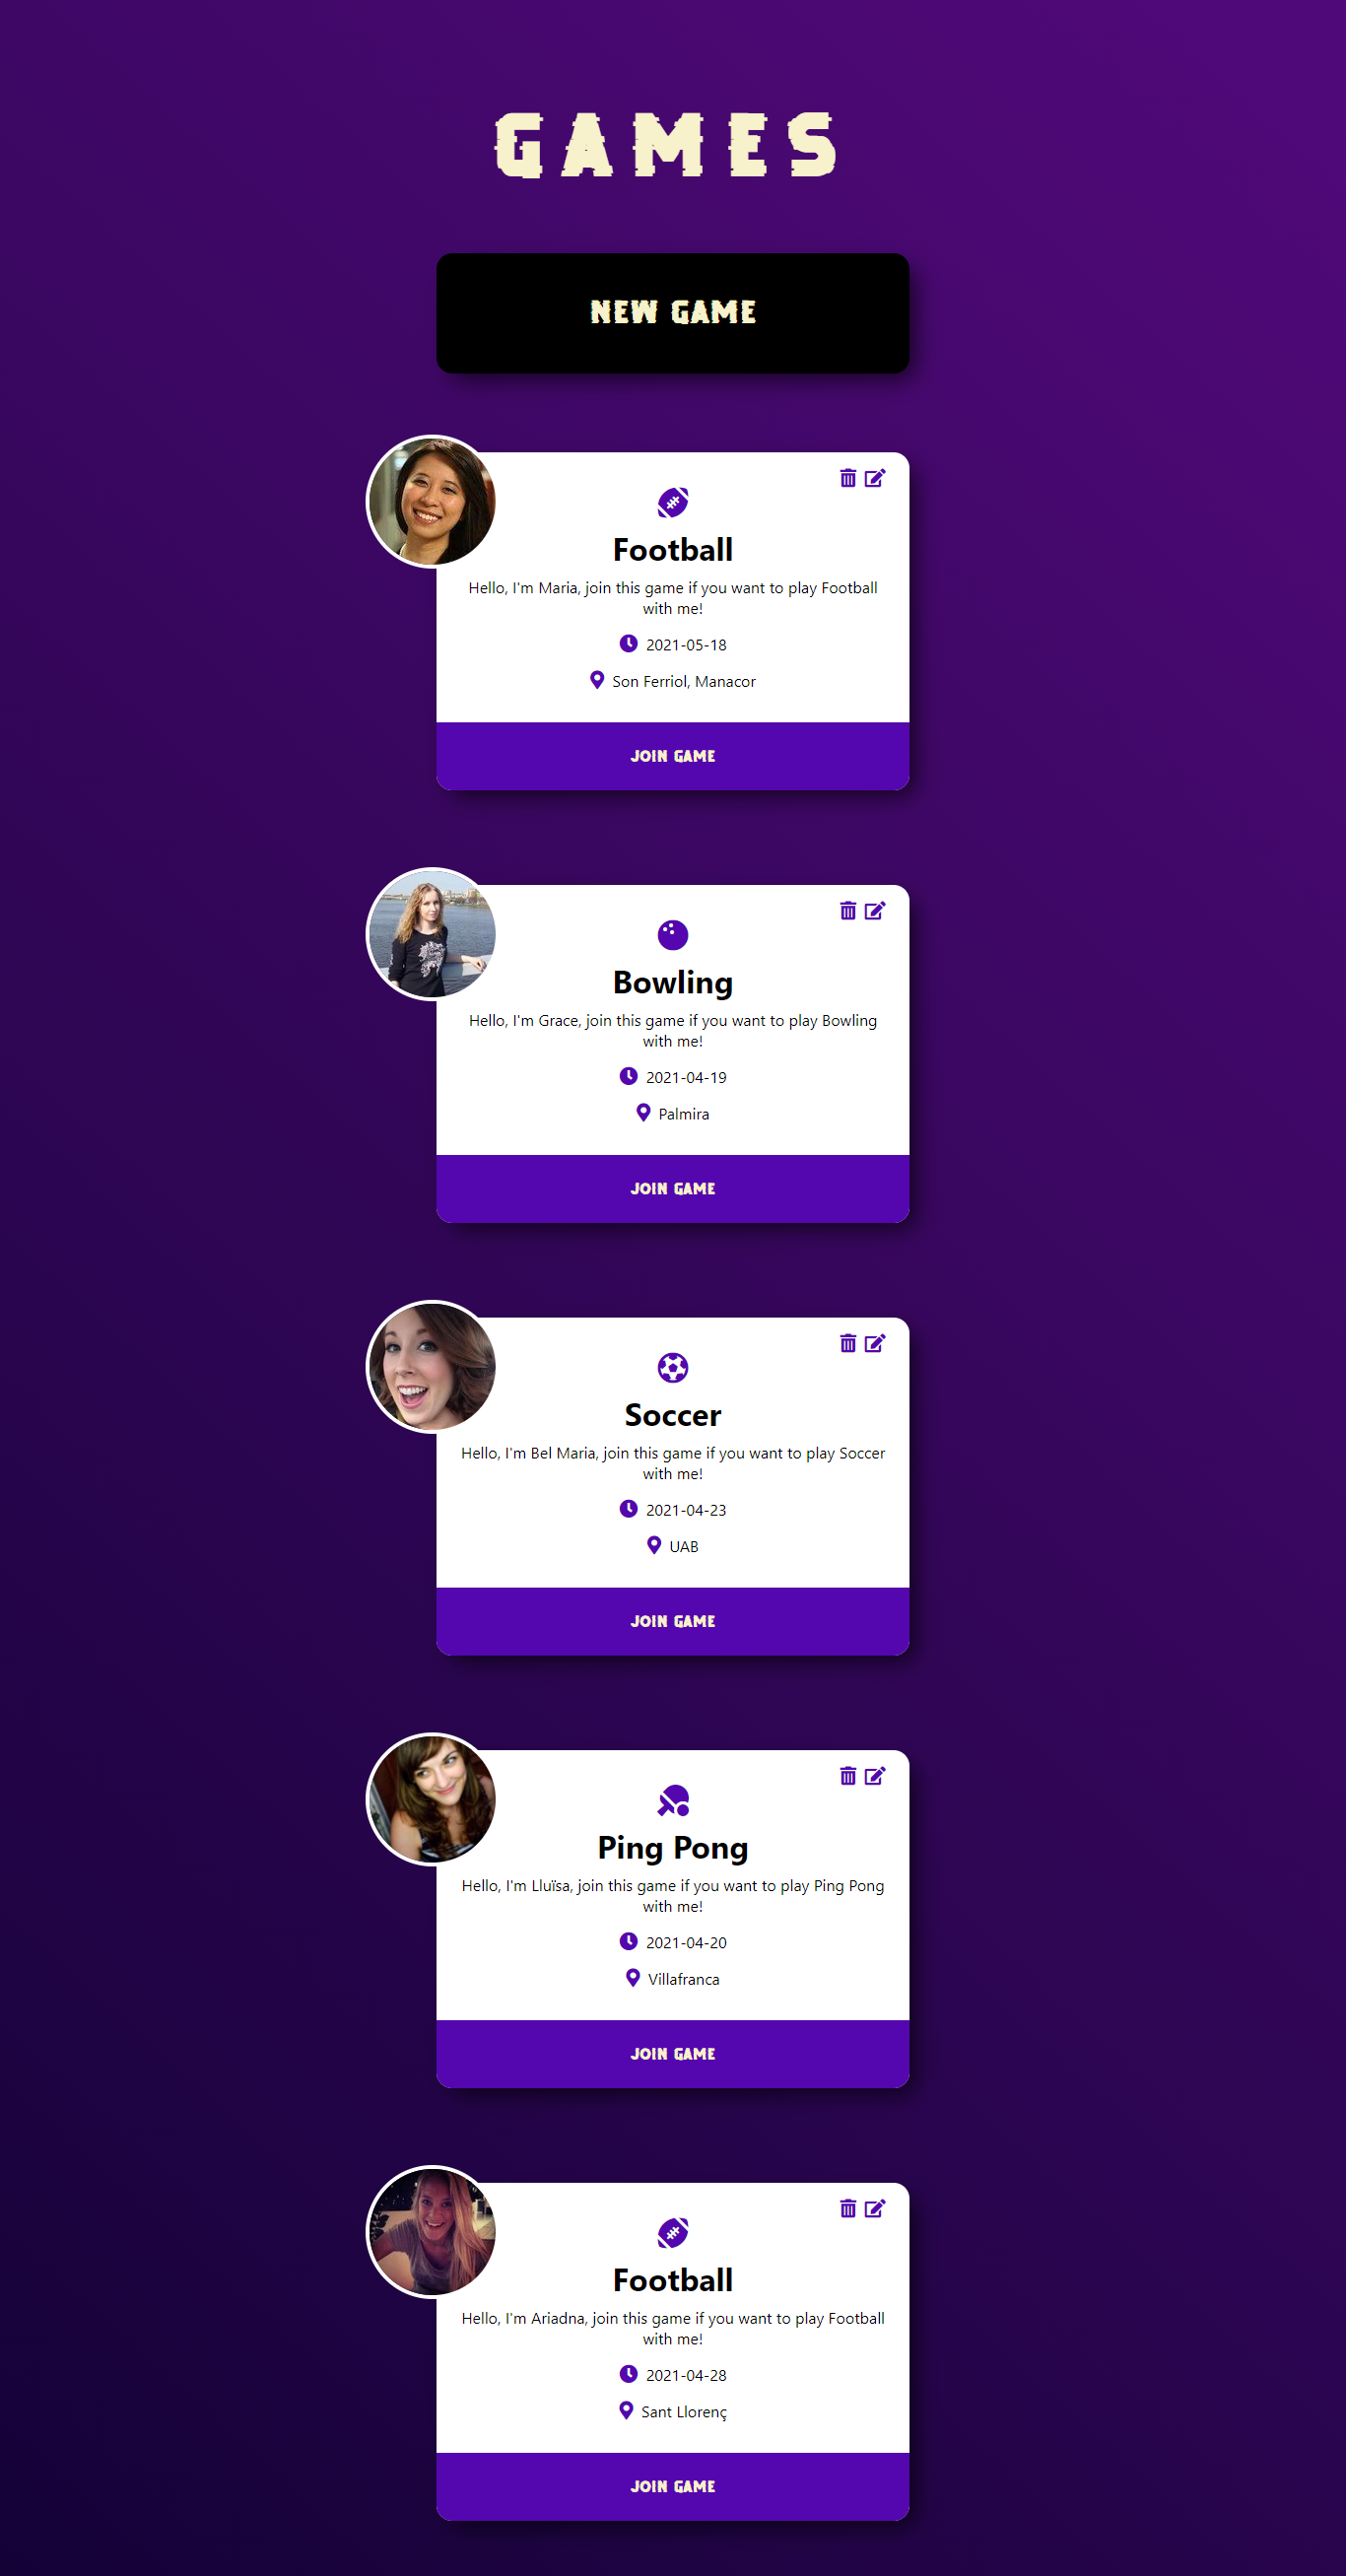 GAMES
NEW GAME
Football
Hello, I'm Maria, join this game if you want to play Football
with me!
2021-05-18
Son Ferriol, Manacor
JOIN GAME
Bowling
Hello, I'm Grace, join this game if you want to play Bowling
with me!
2021-04-19
Palmira
JOIN GAME
Soccer
Hello, I'm Bel Maria, join this game if you want to play Soccer
with me!
2021-04-23
UAB
JOIN GAME
Ping Pong
Hello, I'm Lluïsa, join this game if you want to play Ping Pong
with me!
2021-04-20
Villafranca
JOIN GAME
Football
Hello, I'm Ariadna, join this game if you want to play Football
with me!
2021-04-28
Sant Llorenç
JOIN GAME